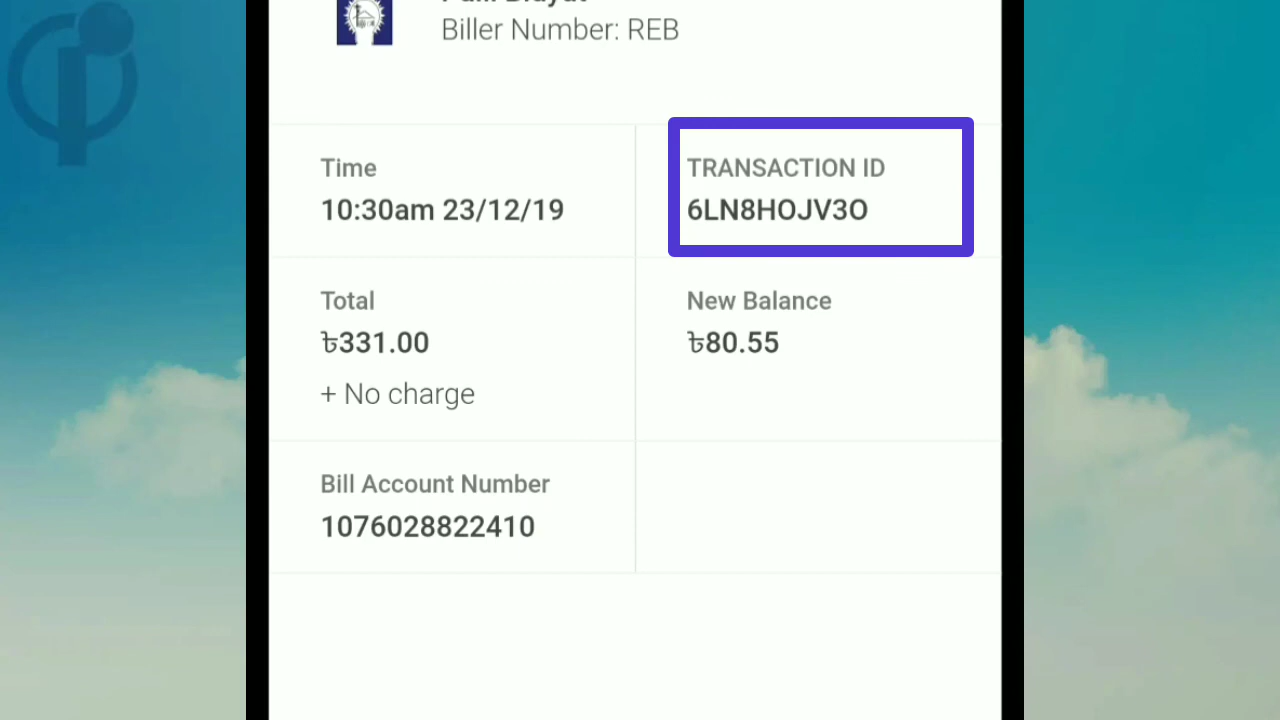 Biller Number: REB
Time
10:30am 23/12/19
TRANSACTION ID
6LN8HOJV3O
Total
৳331.00
+ No charge
New Balance
৳80.55
Bill Account Number
1076028822410